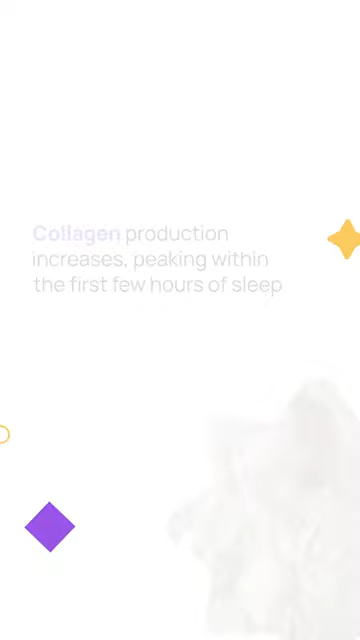 Collagen production
increases, peaking within
the first few hours of sleep